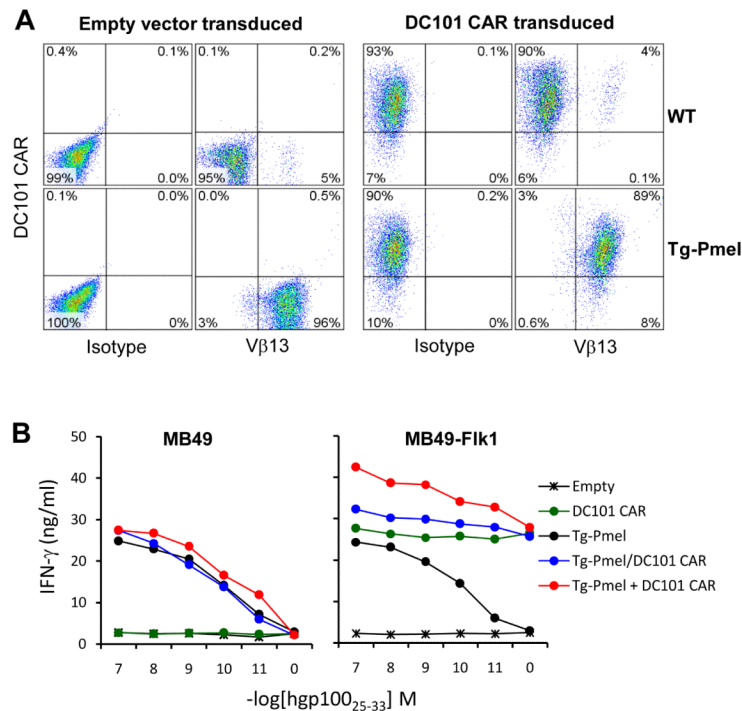 A
Empty vector transduced
DC101 CAR transduced
DC101 CAR
0.4% 0.1% 0.1% 0.2% 93% 0.1% 90% 4%
WT
99% 0% 95% 5% 7% 0% 6% 0.1%
0.1% 0.0% 0.0% 0.5% 90% 0.2% 3% 89%
Tg-Pmel
100% 0% 3% 96% 10% 0% 0.6% 8%
Isotype Vβ13 Isotype Vβ13
B
MB49
MB49-Flk1
IFN-γ (ng/ml)
50
40
30
20
10
0
7 8 9 10 11 0
7 8 9 10 11 0
-log[hgp100₂₅₋₃₃] M
Empty
DC101 CAR
Tg-Pmel
Tg-Pmel/DC101 CAR
Tg-Pmel + DC101 CAR